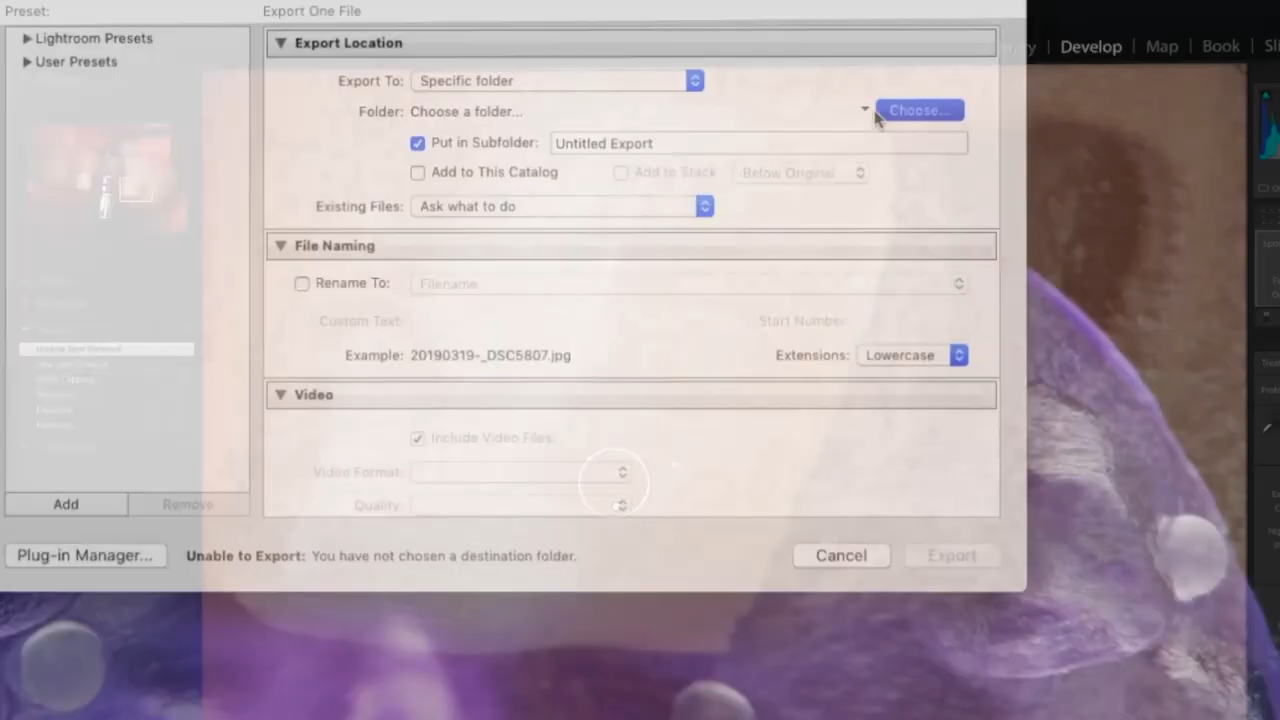 Preset:
Export One File
Lightroom Presets
User Presets
Export Location
Export To: Specific folder
Folder: Choose a folder... Choose...
Put in Subfolder: Untitled Export
Add to This Catalog Add to Stack Below Original
Existing Files: Ask what to do
File Naming
Rename To: Filename
Custom Text: Start Number:
Example: 20190319-_DSC5807.jpg Extensions: Lowercase
Video
Include Video Files:
Video Format:
Quality:
Add Remove
Plug-in Manager... Unable to Export: You have not chosen a destination folder. Cancel Export
| Develop | Map | Book |